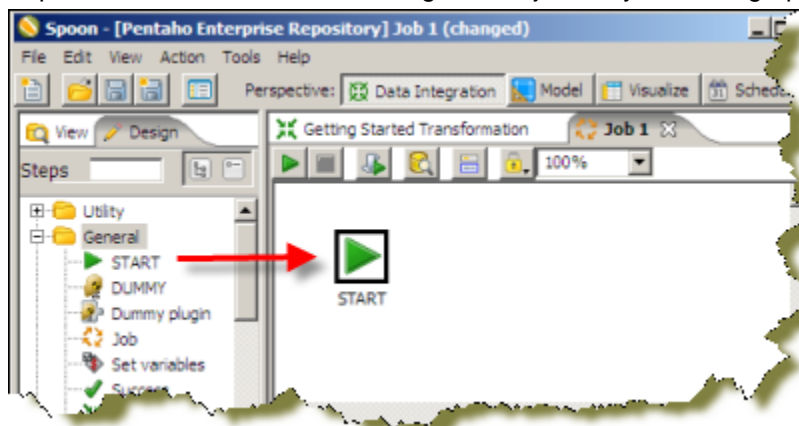 Spoon - [Pentaho Enterprise Repository] Job 1 (changed)
File Edit View Action Tools Help
Perspective: Data Integration Model Visualize
View Design
Getting Started Transformation Job 1
Steps
100%
Utility
General
START
DUMMY
Dummy plugin
Job
Set variables
START